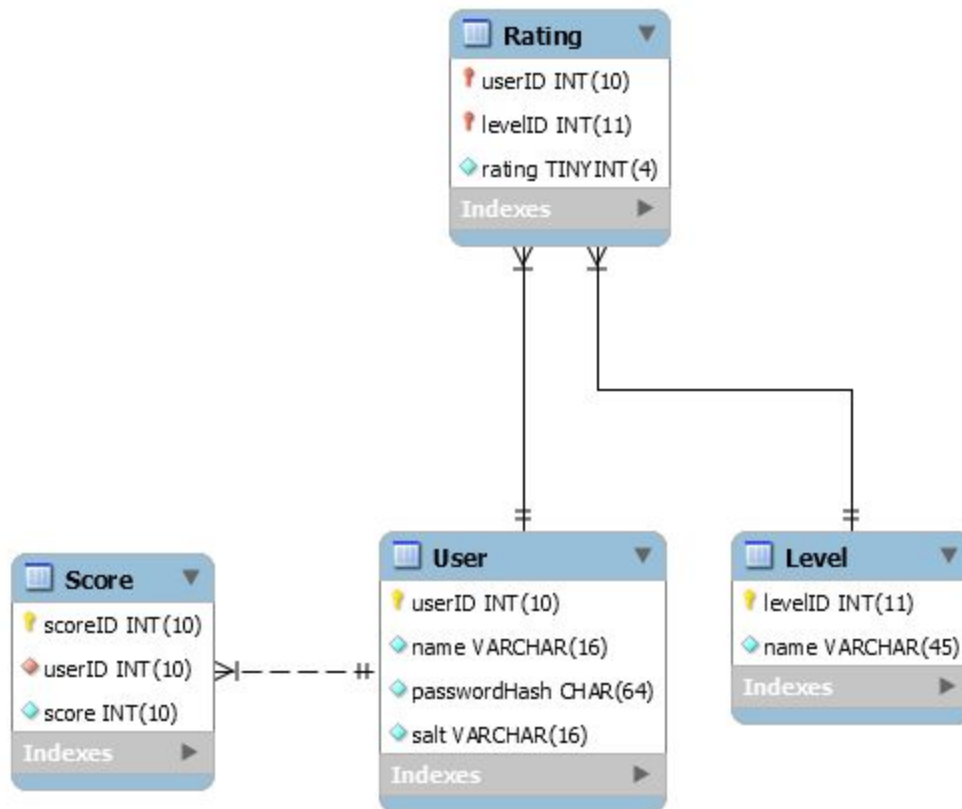 Rating
userID INT(10)
levelID INT(11)
rating TINYINT(4)
Indexes
Score
scoreID INT(10)
userID INT(10)
score INT(10)
Indexes
User
userID INT(10)
name VARCHAR(16)
passwordHash CHAR(64)
salt VARCHAR(16)
Indexes
Level
levelID INT(11)
name VARCHAR(45)
Indexes